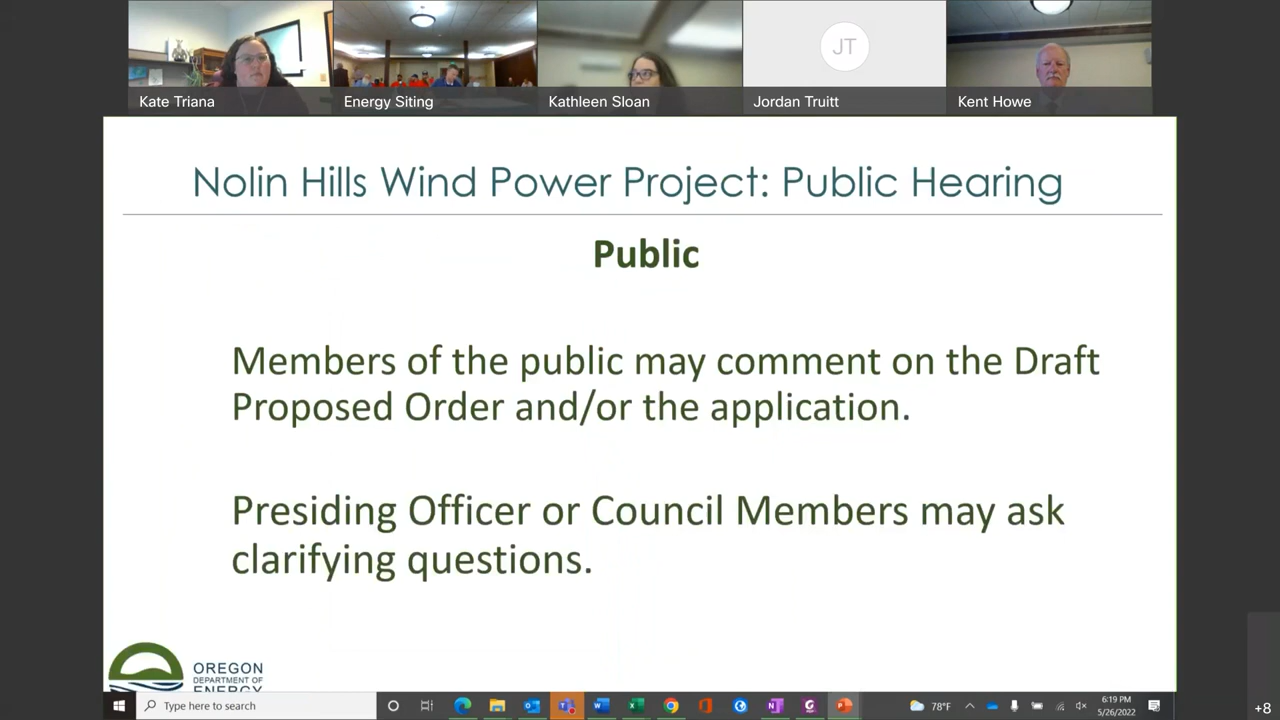 JT
Kate Triana
Energy Siting
Kathleen Sloan
Jordan Truitt
Kent Howe
Nolin Hills Wind Power Project: Public Hearing
Public
Members of the public may comment on the Draft
Proposed Order and/or the application.
Presiding Officer or Council Members may ask
clarifying questions.
OREGON
DEPARTMENT OF
ENERGY
Type here to search
78°F
6:19 PM
5/26/2022
+8